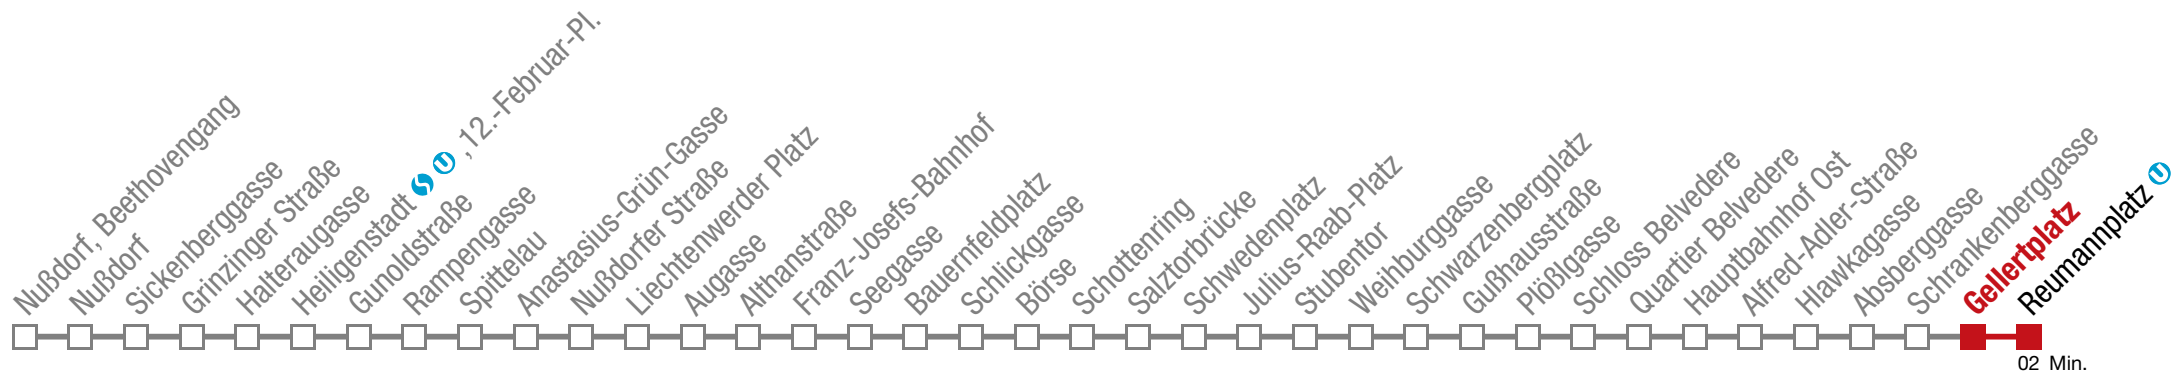 Nußdorf, Beethovengang
Nußdorf
Sickenberggasse
Grinzinger Straße
Halteraugasse
Heiligenstadt S U , 12.-Februar-Pl.
Gunoldstraße
Rampengasse
Spittelau
Anastasius-Grün-Gasse
Nußdorfer Straße
Liechtenwerder Platz
Augasse
Althanstraße
Franz-Josefs-Bahnhof
Seegasse
Bauernfeldplatz
Schlickgasse
Börse
Schottenring
Salztorbrücke
Schwedenplatz
Julius-Raab-Platz
Stubentor
Weihburggasse
Schwarzenbergplatz
Gußhausstraße
Plößlgasse
Schloss Belvedere
Quartier Belvedere
Hauptbahnhof Ost
Alfred-Adler-Straße
Hlawkagasse
Absberggasse
Schrankenberggasse
Gellertplatz
Reumannplatz U
02 Min.